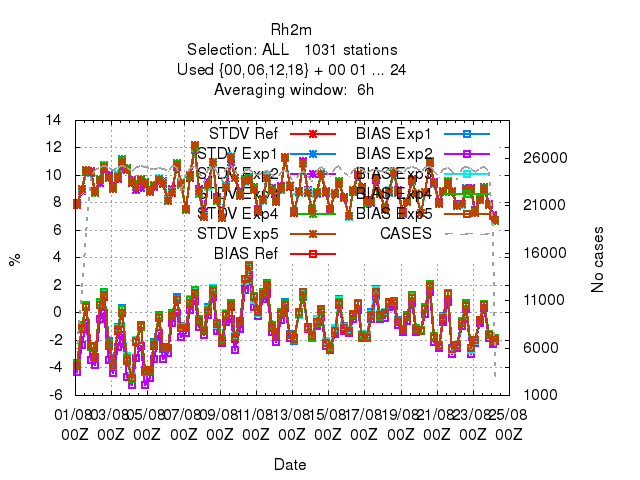 Rh2m
Selection: ALL 1031 stations
Used {00,06,12,18} + 00 01 ... 24
Averaging window: 6h
14
12
10
8
6
4
2
0
-2
-4
-6
%
26000
21000
16000
11000
6000
1000
No cases
STDV Ref
STDV Exp1
STDV Exp2
STDV Exp3
STDV Exp4
STDV Exp5
BIAS Ref
BIAS Exp1
BIAS Exp2
BIAS Exp3
BIAS Exp4
BIAS Exp5
CASES
01/08 03/08 05/08 07/08 09/08 11/08 13/08 15/08 17/08 19/08 21/08 23/08 25/08
00Z 00Z 00Z 00Z 00Z 00Z 00Z 00Z 00Z 00Z 00Z 00Z 00Z
Date